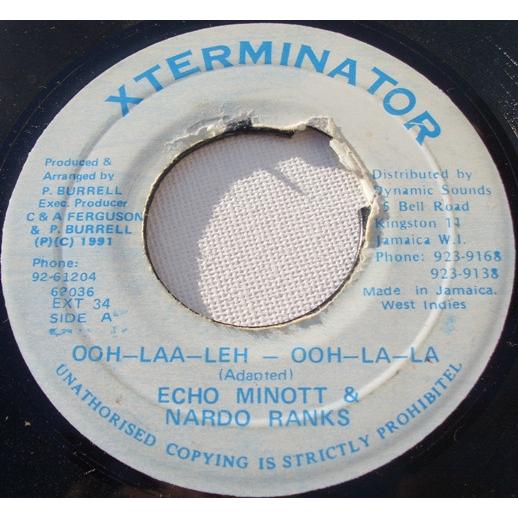 XTERMINATOR
Produced &
Arranged by
P. BURRELL
Exec. Producer
C & A FERGUSON
& P. BURRELL
(P)(C) 1991
Phone:
92-61204
62036
EXT 34
SIDE A
Distributed by
Dynamic Sounds
5 Bell Road
Kingston 11
Jamaica W.I.
Phone: 923-9168
923-9138
Made in Jamaica.
West Indies
OOH-LAA-LEH - OOH-LA-LA
(Adapted)
ECHO MINOTT &
NARDO RANKS
UNATHORISED COPYING IS STRICTLY PROHIBITEL